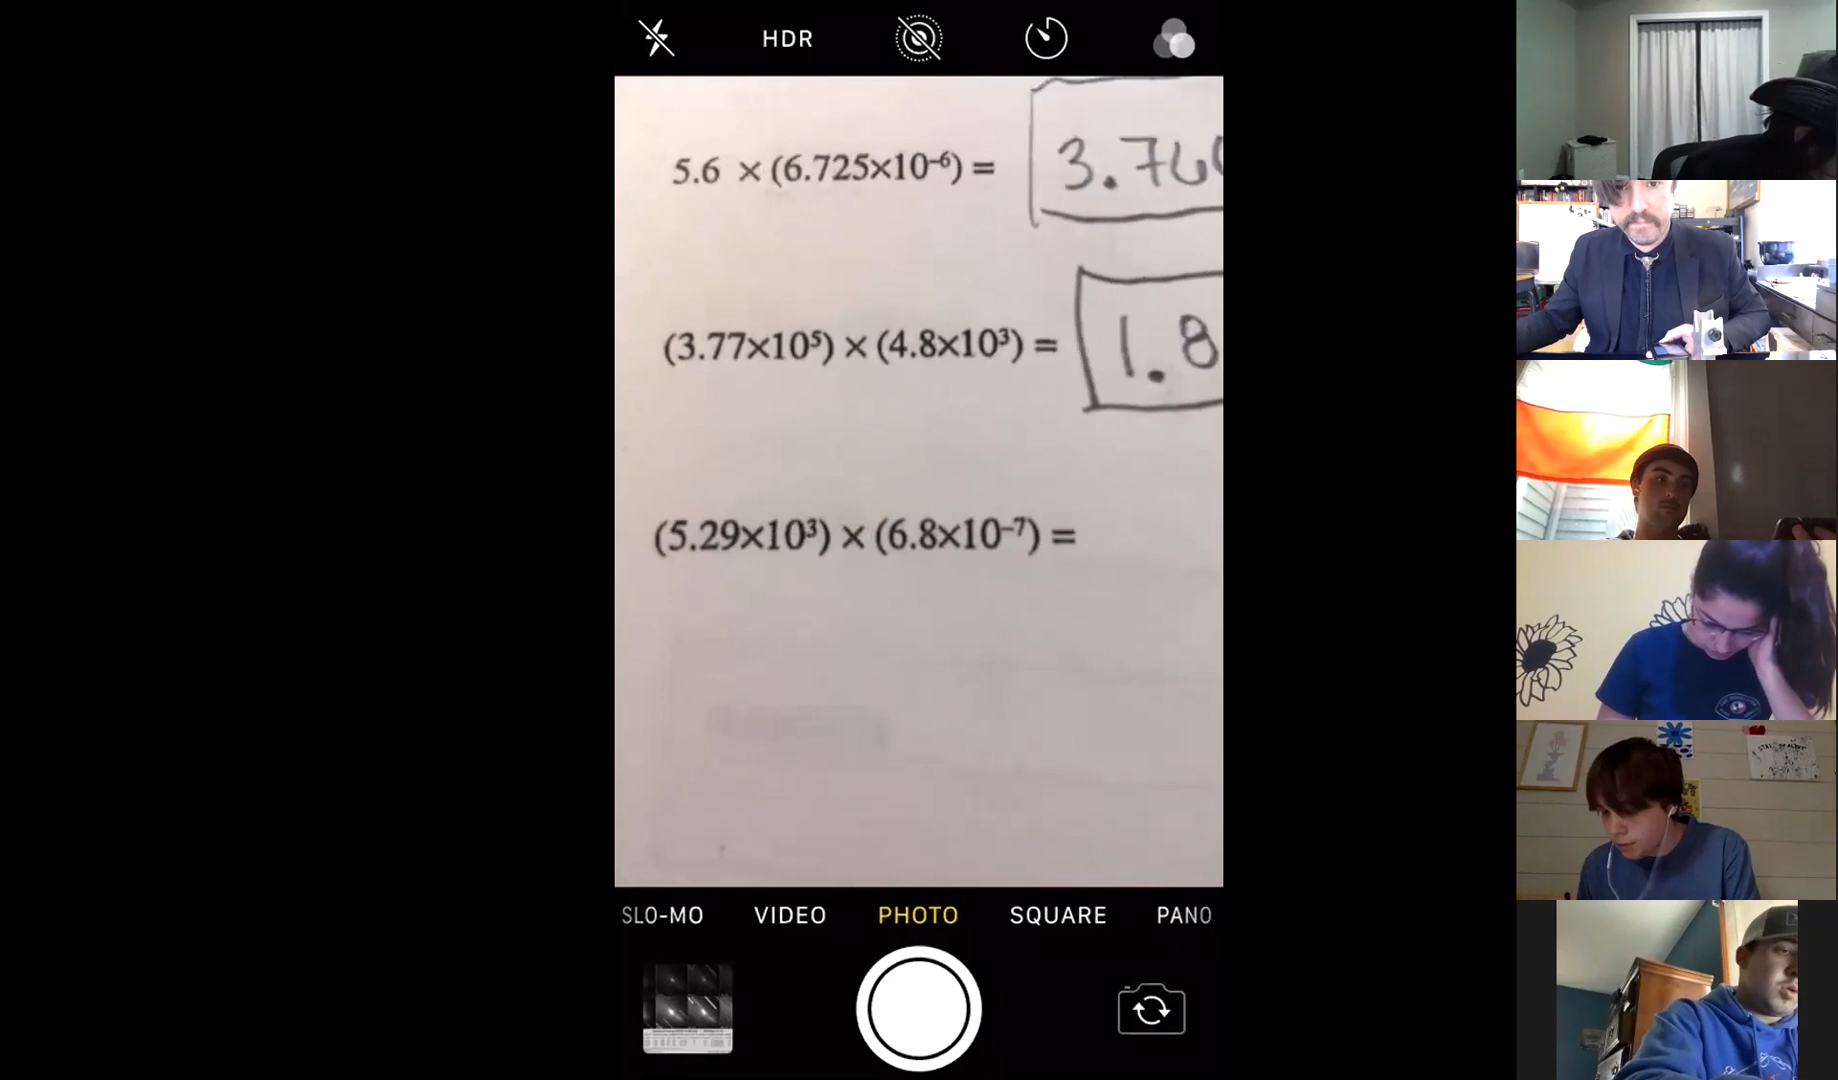 HDR
5.6 × (6.725×10⁻⁶) = 3.766
(3.77×10⁵) × (4.8×10³) = 1.8
(5.29×10³) × (6.8×10⁻⁷) =
SLO-MO VIDEO PHOTO SQUARE PANO